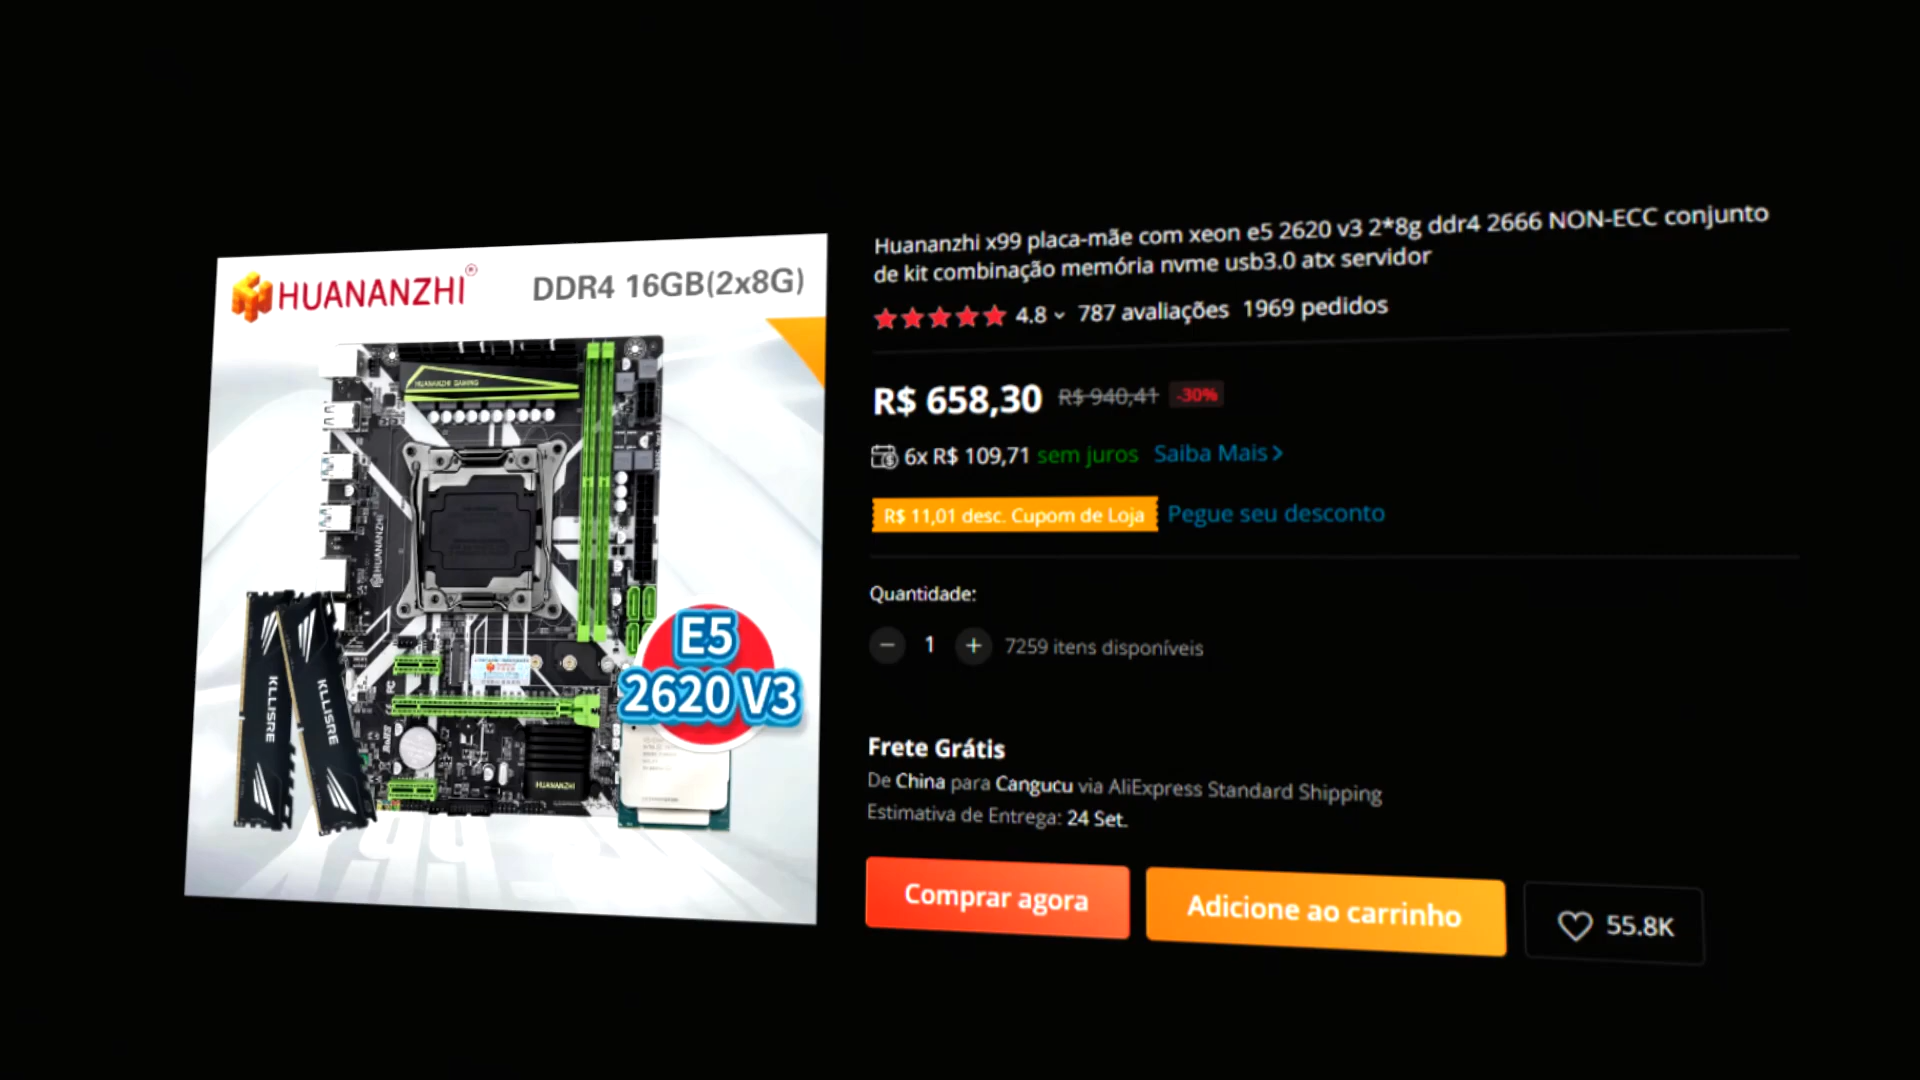 HUANANZHI®
DDR4 16GB(2x8G)
HUANANZHI GAMING
HUANANZHI
KLLISRE
KLLISRE
HUANANZHI
E5
2620 V3
Huananzhi x99 placa-mãe com xeon e5 2620 v3 2*8g ddr4 2666 NON-ECC conjunto
de kit combinação memória nvme usb3.0 atx servidor
4.8 787 avaliações 1969 pedidos
R$ 658,30 R$ 940,41 -30%
6x R$ 109,71 sem juros Saiba Mais
R$ 11,01 desc. Cupom de Loja Pegue seu desconto
Quantidade:
− 1 + 7259 itens disponíveis
Frete Grátis
De China para Cangucu via AliExpress Standard Shipping
Estimativa de Entrega: 24 Set.
Comprar agora Adicione ao carrinho 55.8K